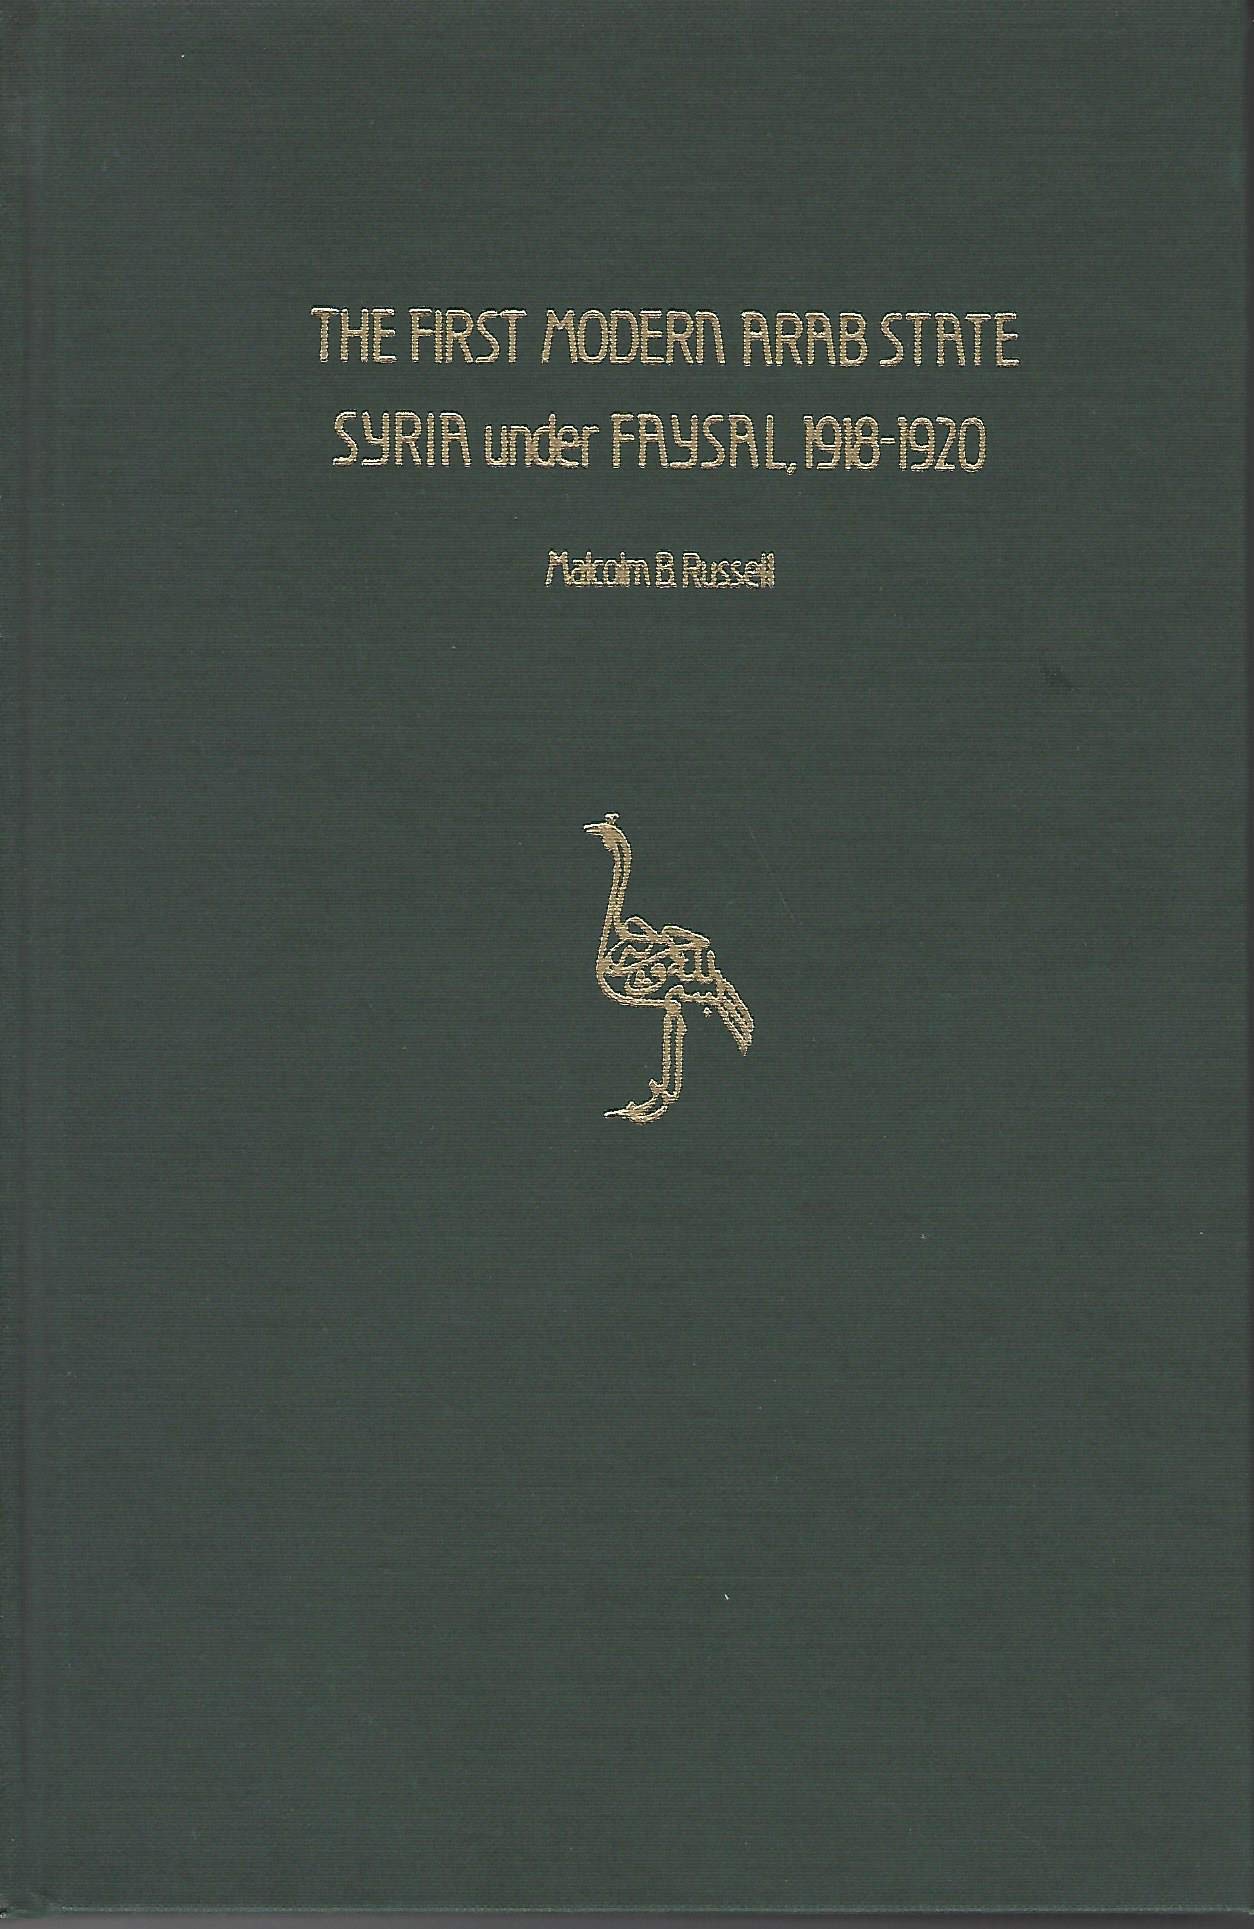 THE FIRST MODERN ARAB STATE
SYRIA under FAYSAL, 1918-1920
Malcolm B. Russell